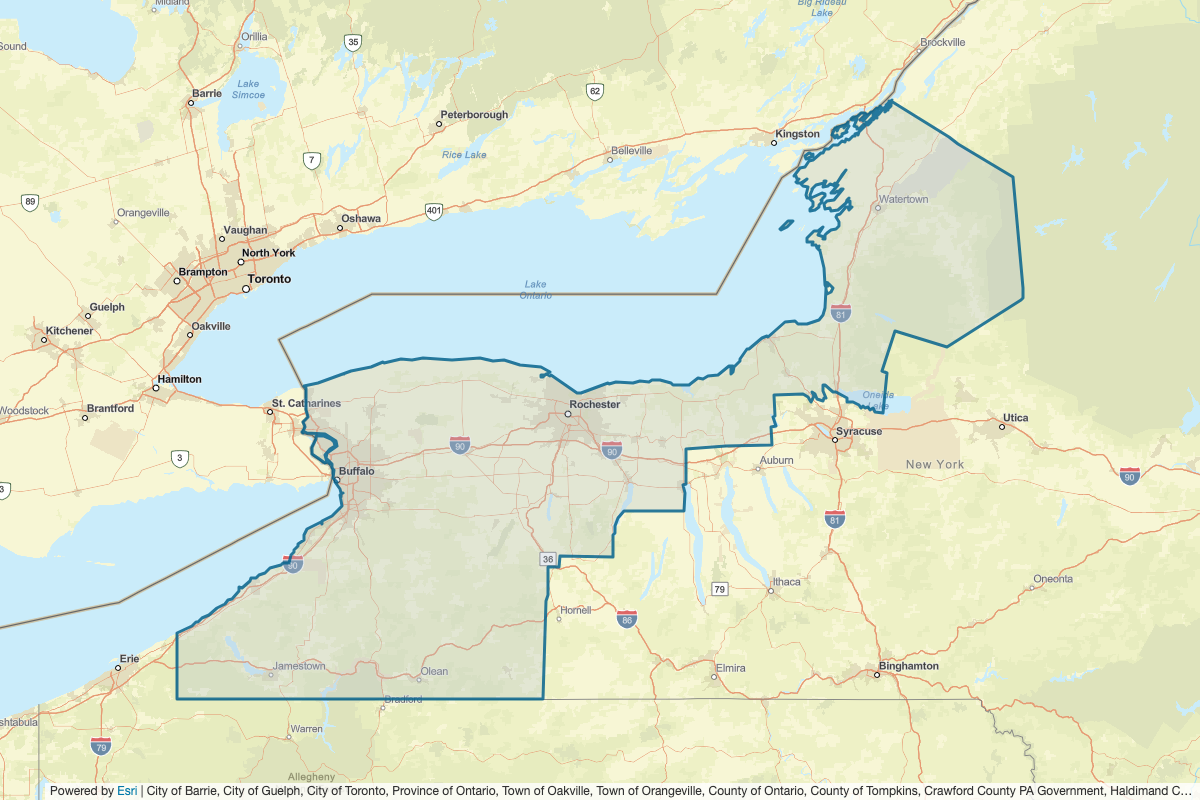 Midland
Big Rideau
Lake
Orillia
Sound
35
Brockville
Lake
Simcoe
Barrie
62
Peterborough
Kingston
Belleville
Rice Lake
7
89
Orangeville
401
Oshawa
Watertown
Vaughan
North York
Brampton
Toronto
Lake
Ontario
Guelph
81
Kitchener
Oakville
Hamilton
Oneida
Lake
St. Catharines
Rochester
Woodstock
Brantford
Utica
Syracuse
90
90
3
Auburn
New York
Buffalo
90
3
81
36
90
Ithaca
79
Oneonta
Hornell
86
Erie
Jamestown
Olean
Elmira
Binghamton
Bradford
shtabula
Warren
79
Allegheny
Powered by Esri | City of Barrie, City of Guelph, City of Toronto, Province of Ontario, Town of Oakville, Town of Orangeville, County of Ontario, County of Tompkins, Crawford County PA Government, Haldimand C...